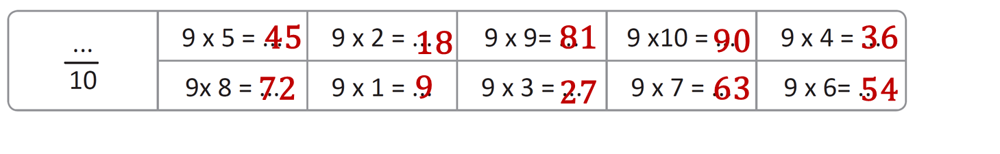 ...
10
9 x 5 = ...45
9 x 2 = ...18
9 x 9= ...81
9 x10 = ...90
9 x 4 = ...36
9x 8 = ...72
9 x 1 = ...9
9 x 3 = ...27
9 x 7 = ...63
9 x 6= ...54